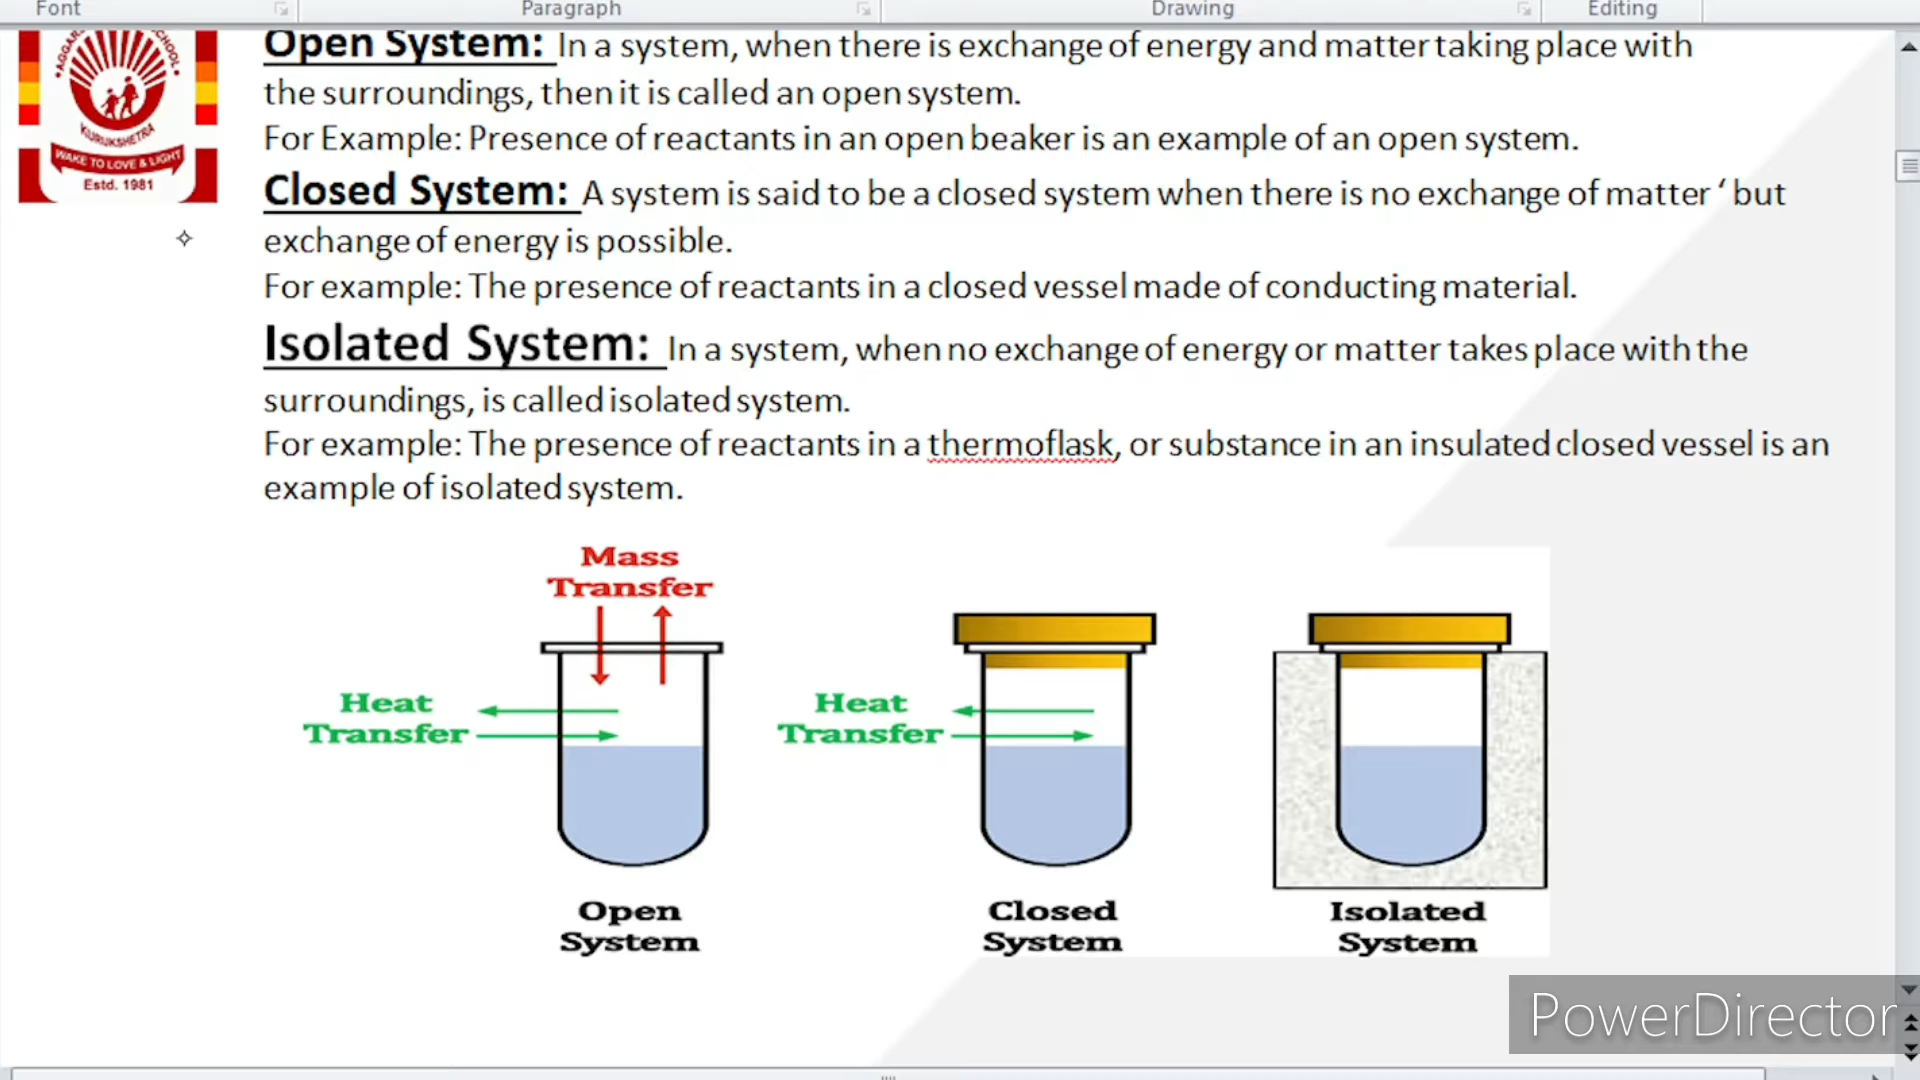 Font Paragraph Drawing Editing
Open System: In a system, when there is exchange of energy and matter taking place with
the surroundings, then it is called an open system.
For Example: Presence of reactants in an open beaker is an example of an open system.
Closed System: A system is said to be a closed system when there is no exchange of matter ‘ but
exchange of energy is possible.
For example: The presence of reactants in a closed vessel made of conducting material.
Isolated System: In a system, when no exchange of energy or matter takes place with the
surroundings, is called isolated system.
For example: The presence of reactants in a thermoflask, or substance in an insulated closed vessel is an
example of isolated system.
KURUKSHETRA
WAKE TO LOVE & LIGHT
Estd. 1981
Mass
Transfer
Heat
Transfer
Open
System
Heat
Transfer
Closed
System
Isolated
System
PowerDirector